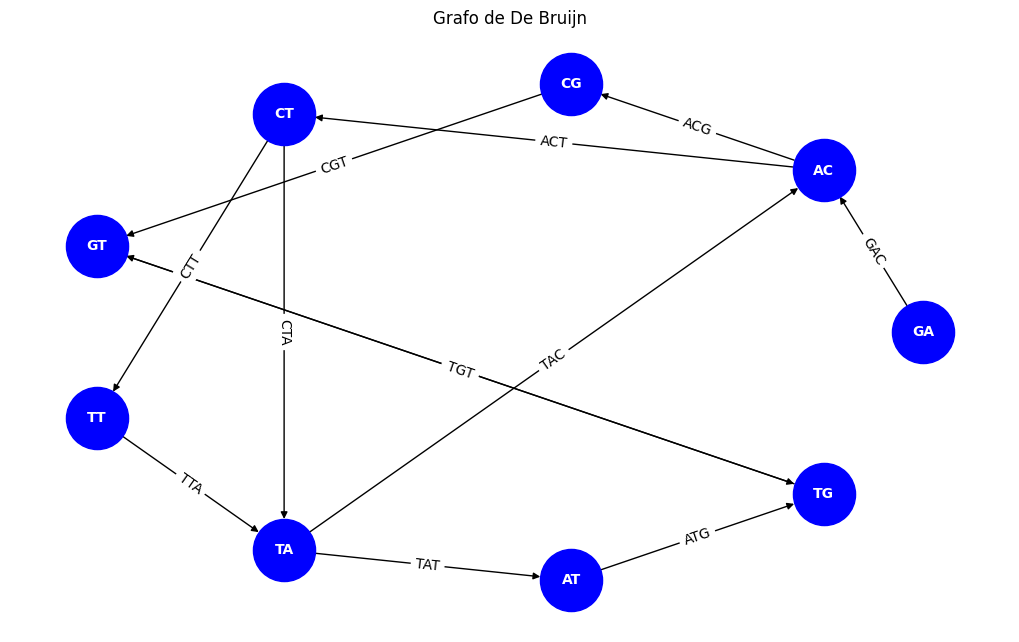 Grafo de De Bruijn
CG
CT
ACG
ACT
CGT
AC
GT
GAC
CTT
GA
CTA
TAC
TGT
TT
TTA
TG
ATG
TA
TAT
AT